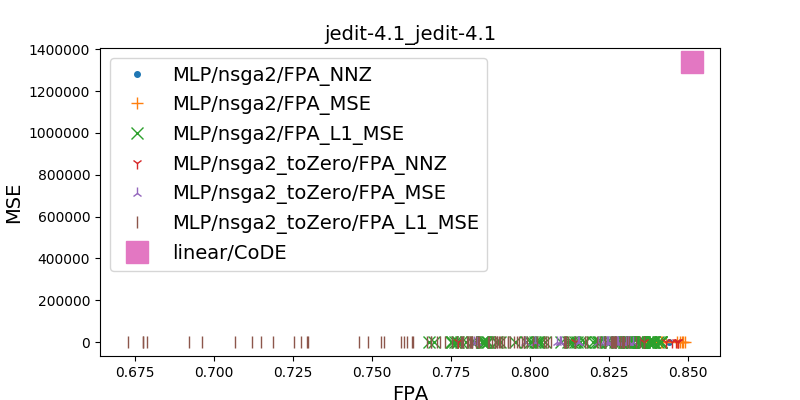 jedit-4.1_jedit-4.1
MSE
1400000
1200000
1000000
800000
600000
400000
200000
0
MLP/nsga2/FPA_NNZ
MLP/nsga2/FPA_MSE
MLP/nsga2/FPA_L1_MSE
MLP/nsga2_toZero/FPA_NNZ
MLP/nsga2_toZero/FPA_MSE
MLP/nsga2_toZero/FPA_L1_MSE
linear/CoDE
0.675 0.700 0.725 0.750 0.775 0.800 0.825 0.850
FPA